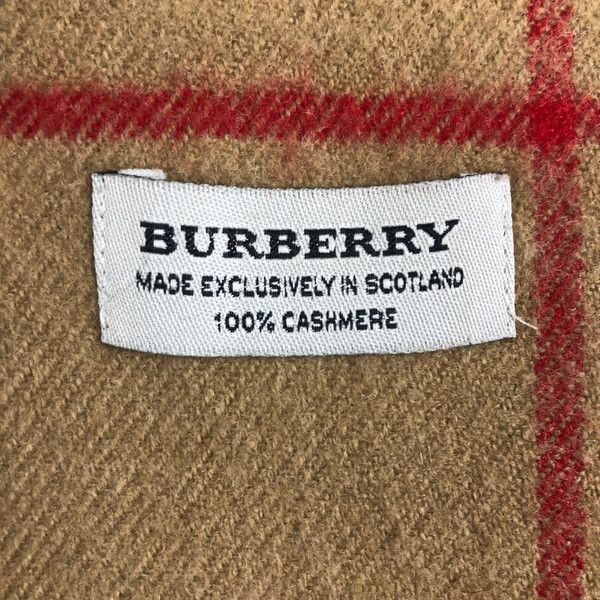 BURBERRY
MADE EXCLUSIVELY IN SCOTLAND
100% CASHMERE